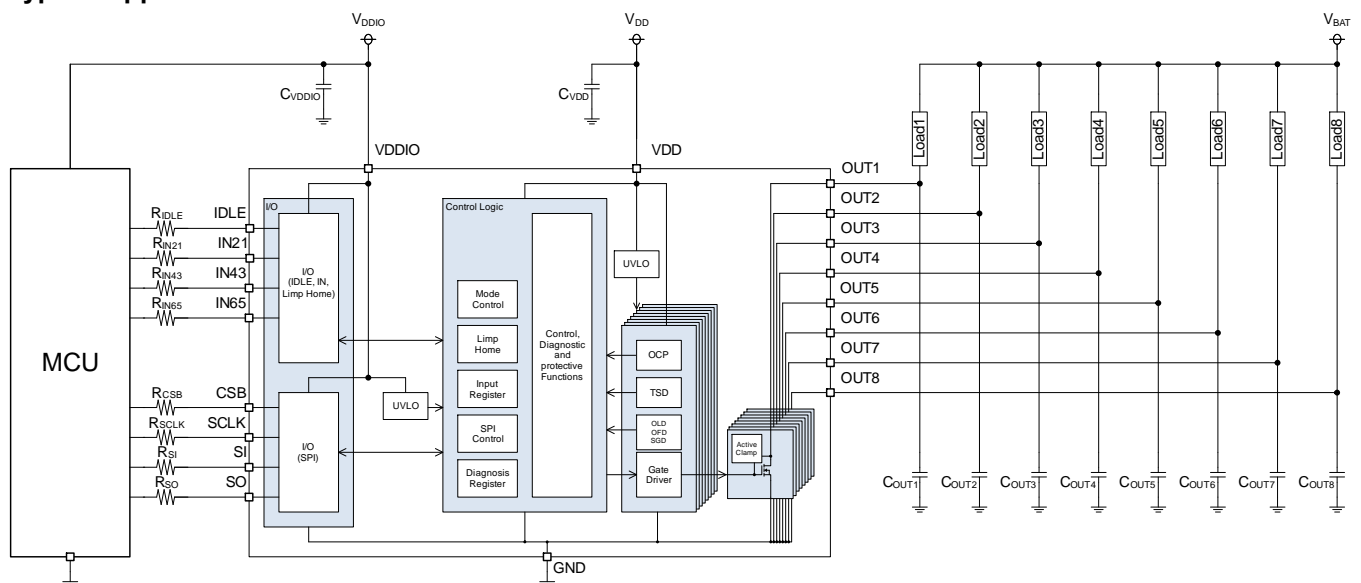 VDDIO
VDD
VBAT
CVDDIO
CVDD
VDDIO
VDD
Load1
Load2
Load3
Load4
Load5
Load6
Load7
Load8
OUT1
OUT2
OUT3
OUT4
OUT5
OUT6
OUT7
OUT8
MCU
RIDLE
IDLE
RIN21
IN21
RIN43
IN43
RIN65
IN65
RCSB
CSB
RSCLK
SCLK
RSI
SI
RSO
SO
I/O
I/O
(IDLE, IN,
Limp Home)
I/O
(SPI)
UVLO
Control Logic
Mode
Control
Limp
Home
Input
Register
SPI
Control
Diagnosis
Register
Control,
Diagnostic
and
protective
Functions
UVLO
OCP
TSD
OLD
OFD
SGD
Gate
Driver
Active
Clamp
COUT1
COUT2
COUT3
COUT4
COUT5
COUT6
COUT7
COUT8
GND